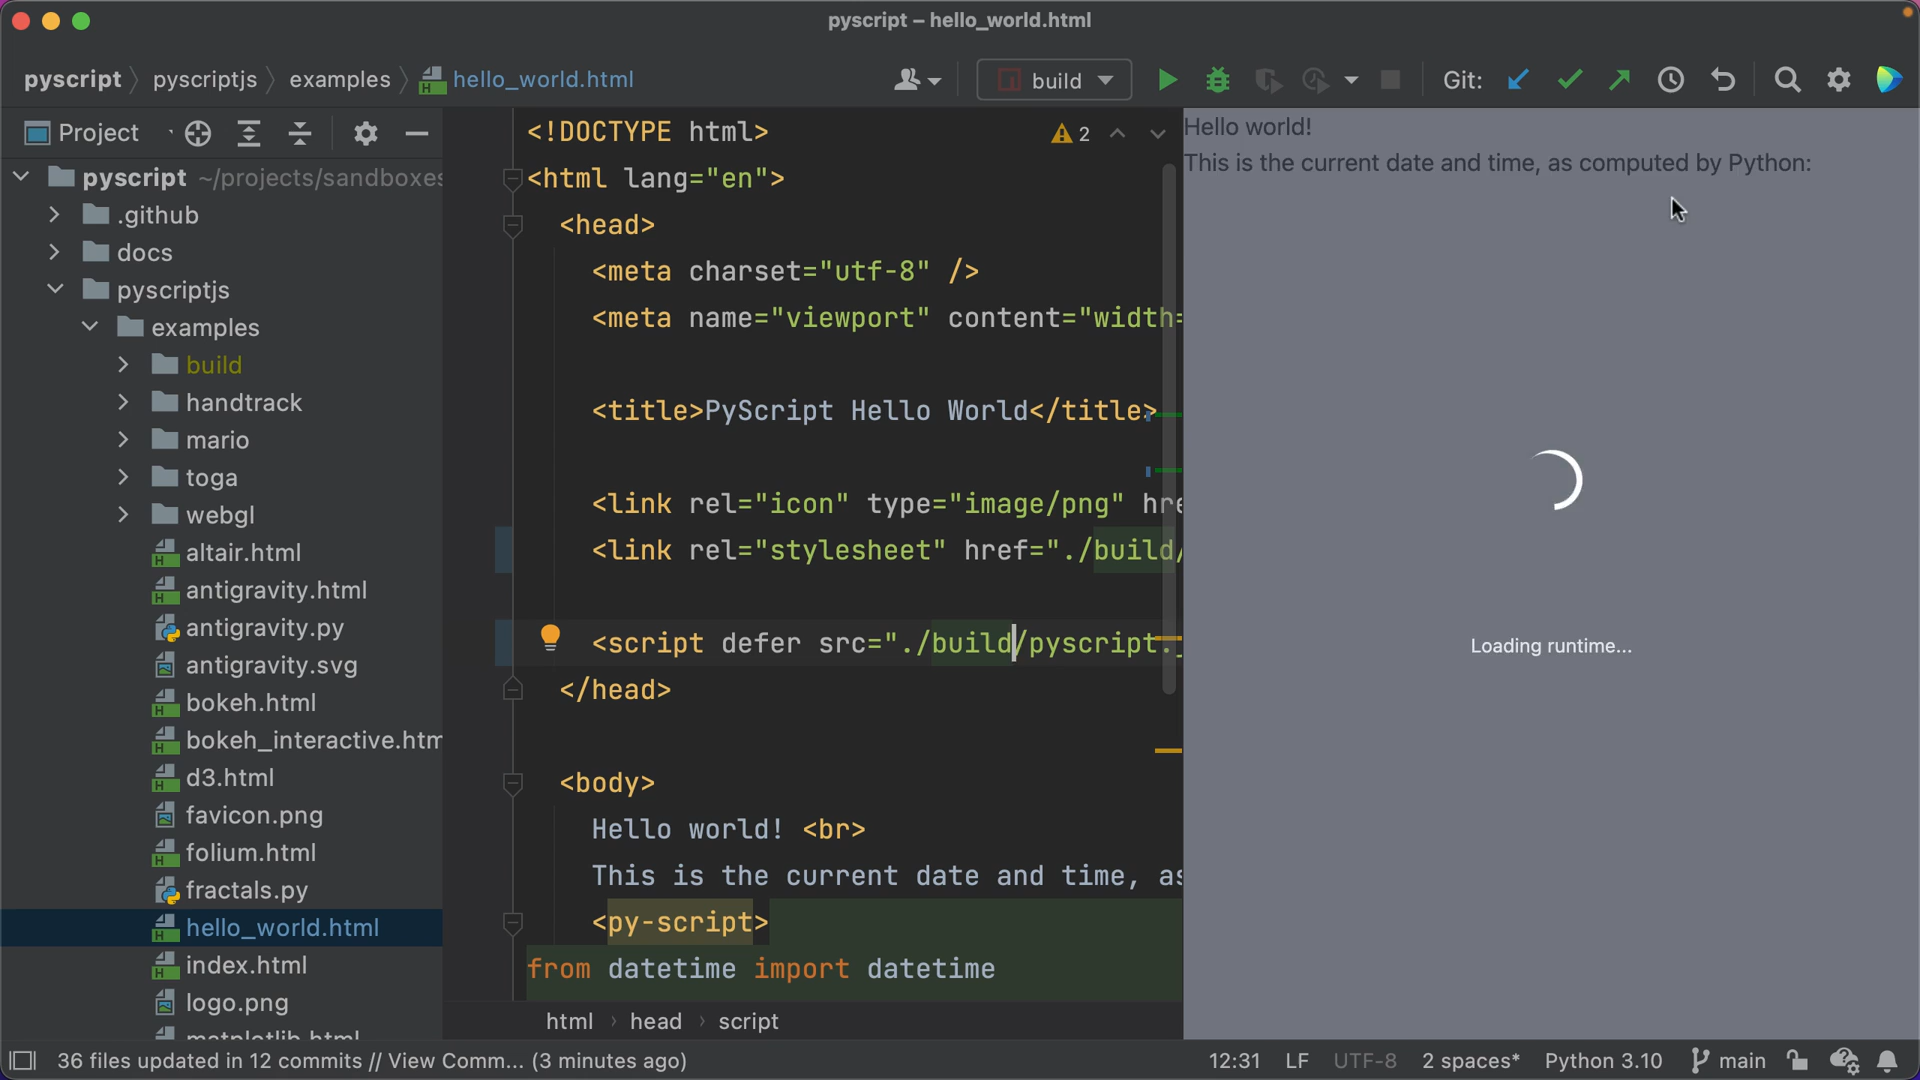 pyscript – hello_world.html
pyscript pyscriptjs examples hello_world.html
build
Git:
Project
pyscript ~/projects/sandboxes
.github
docs
pyscriptjs
examples
build
handtrack
mario
toga
webgl
altair.html
antigravity.html
antigravity.py
antigravity.svg
bokeh.html
bokeh_interactive.htm
d3.html
favicon.png
folium.html
fractals.py
hello_world.html
index.html
logo.png
matplotlib.html
2
<!DOCTYPE html>
<html lang="en">
<head>
<meta charset="utf-8" />
<meta name="viewport" content="width=
<title>PyScript Hello World</title>
<link rel="icon" type="image/png" hre
<link rel="stylesheet" href="./build/
<script defer src="./build/pyscript.
</head>
<body>
Hello world! <br>
This is the current date and time, as
<py-script>
from datetime import datetime
html › head › script
Hello world!
This is the current date and time, as computed by Python:
Loading runtime...
36 files updated in 12 commits // View Comm... (3 minutes ago)
12:31 LF UTF-8 2 spaces* Python 3.10 main